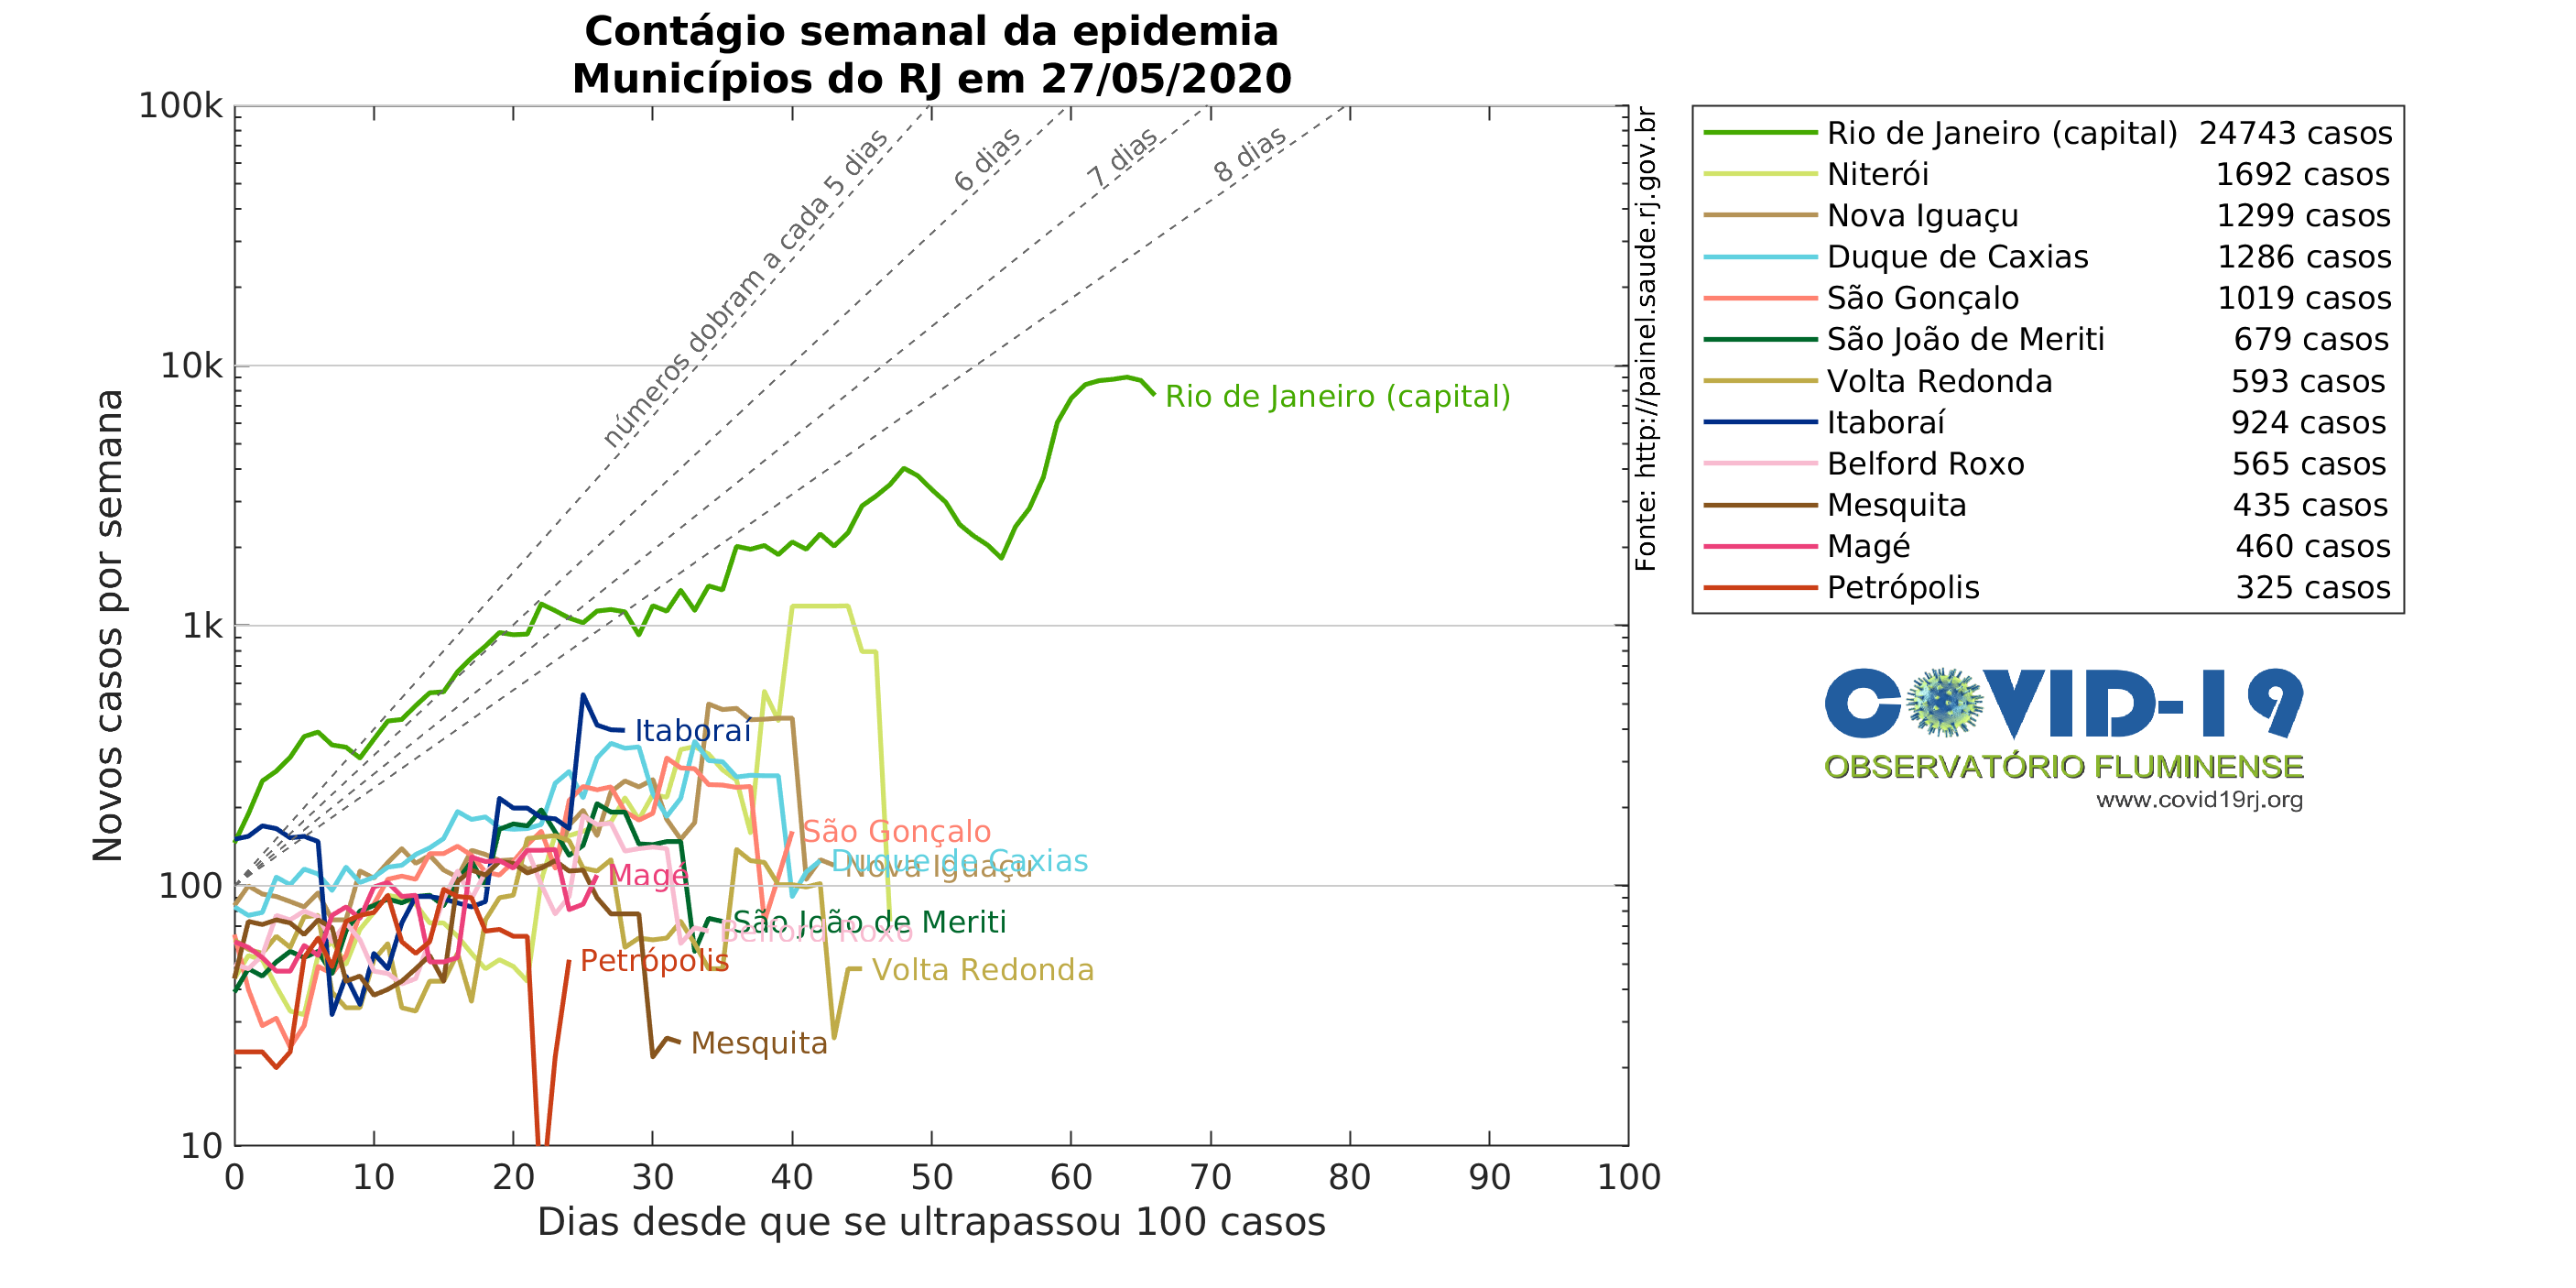 Contágio semanal da epidemia
Municípios do RJ em 27/05/2020
Novos casos por semana
100k
10k
1k
100
10
0 10 20 30 40 50 60 70 80 90 100
Dias desde que se ultrapassou 100 casos
números dobram a cada 5 dias
6 dias
7 dias
8 dias
Rio de Janeiro (capital)
Itaboraí
São Gonçalo
Duque de Caxias
Nova Iguaçu
Magé
São João de Meriti
Belford Roxo
Petrópolis
Volta Redonda
Mesquita
Fonte: http://painel.saude.rj.gov.br
Rio de Janeiro (capital) 24743 casos
Niterói 1692 casos
Nova Iguaçu 1299 casos
Duque de Caxias 1286 casos
São Gonçalo 1019 casos
São João de Meriti 679 casos
Volta Redonda 593 casos
Itaboraí 924 casos
Belford Roxo 565 casos
Mesquita 435 casos
Magé 460 casos
Petrópolis 325 casos
COVID-19
OBSERVATÓRIO FLUMINENSE
www.covid19rj.org